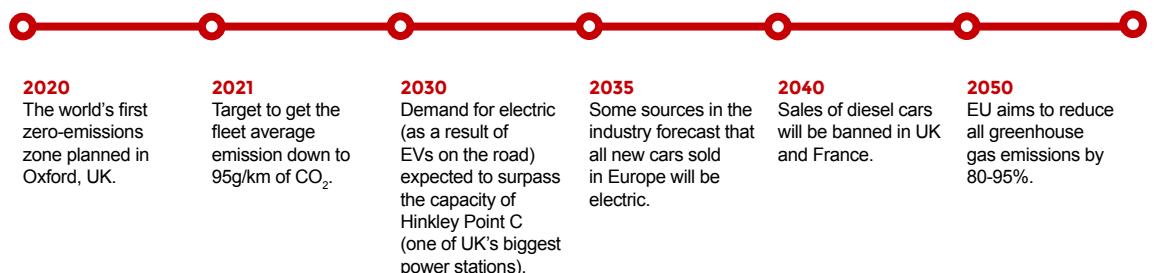 2020
The world's first
zero-emissions
zone planned in
Oxford, UK.
2021
Target to get the
fleet average
emission down to
95g/km of CO₂.
2030
Demand for electric
(as a result of
EVs on the road)
expected to surpass
the capacity of
Hinkley Point C
(one of UK's biggest
power stations).
2035
Some sources in the
industry forecast that
all new cars sold
in Europe will be
electric.
2040
Sales of diesel cars
will be banned in UK
and France.
2050
EU aims to reduce
all greenhouse
gas emissions by
80-95%.